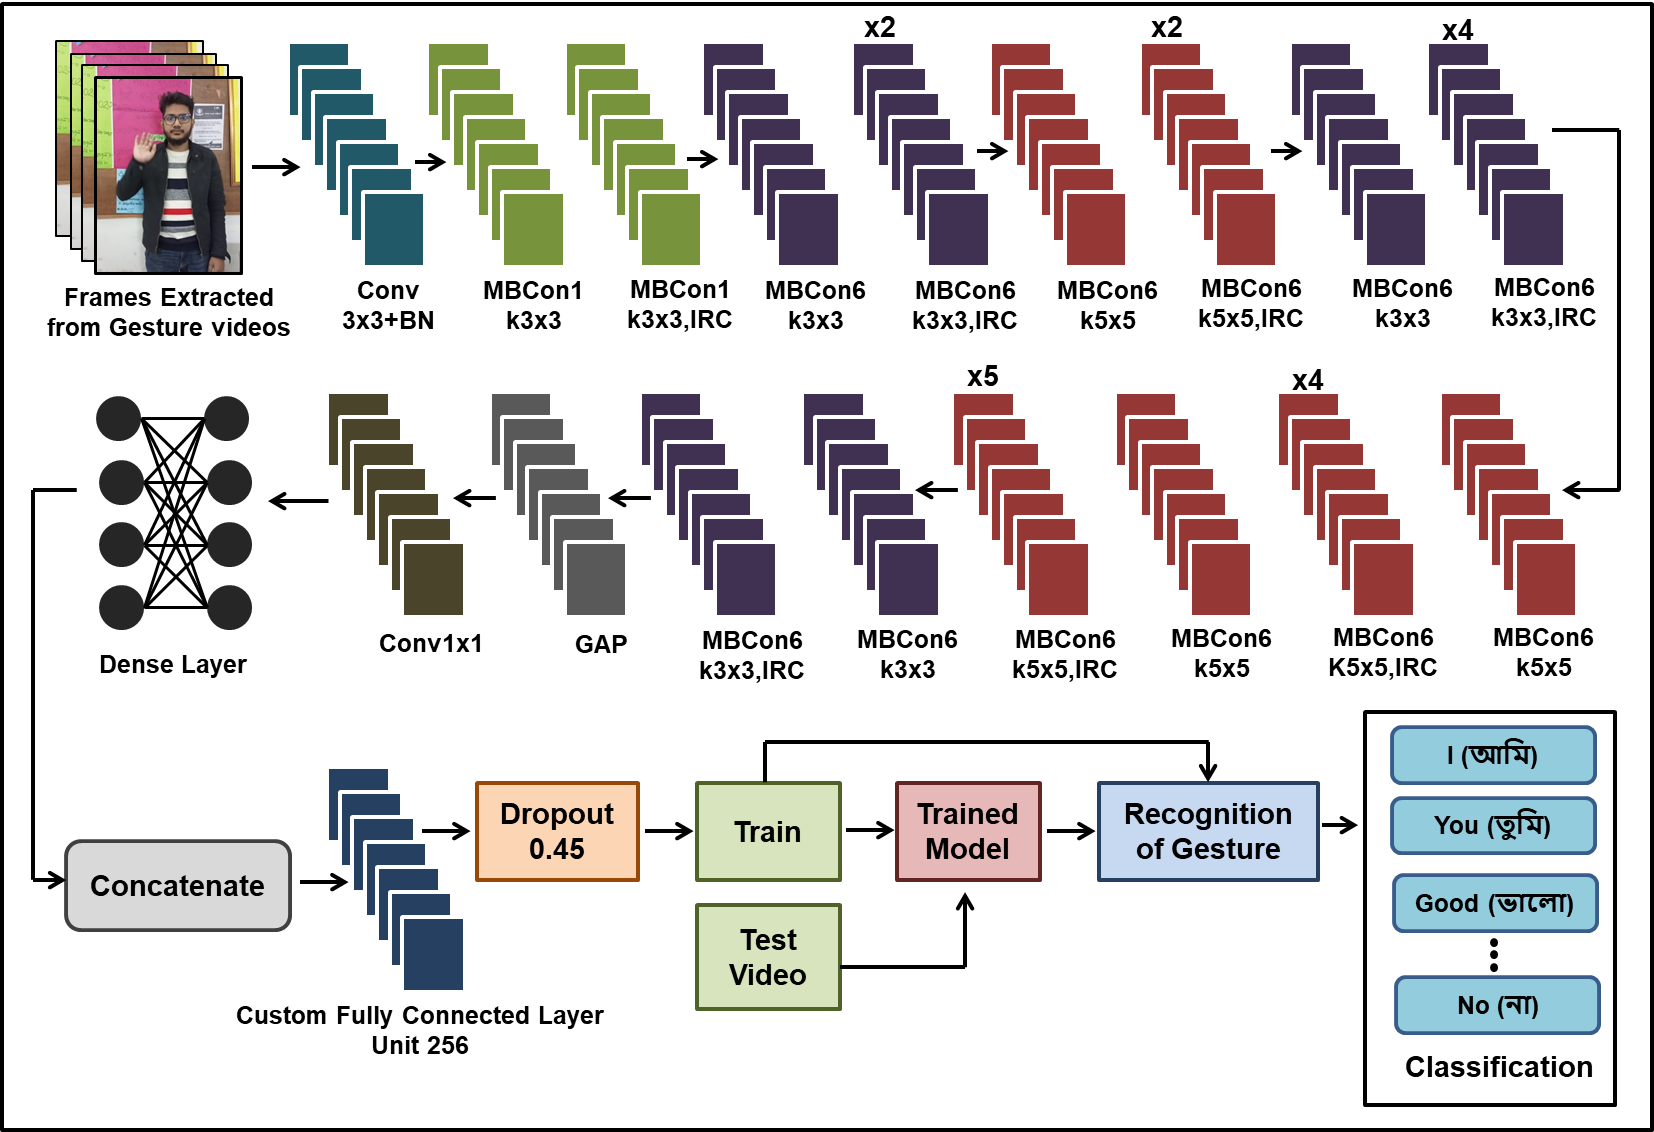 x2
x2
x4
Frames Extracted
from Gesture videos
Conv
3x3+BN
MBCon1
k3x3
MBCon1
k3x3,IRC
MBCon6
k3x3
MBCon6
k3x3,IRC
MBCon6
k5x5
MBCon6
k5x5,IRC
MBCon6
k3x3
MBCon6
k3x3,IRC
x5
x4
Dense Layer
Conv1x1
GAP
MBCon6
k3x3,IRC
MBCon6
k3x3
MBCon6
k5x5,IRC
MBCon6
k5x5
MBCon6
K5x5,IRC
MBCon6
k5x5
Concatenate
Custom Fully Connected Layer
Unit 256
Dropout
0.45
Train
Test
Video
Trained
Model
Recognition
of Gesture
I (আমি)
You (তুমি)
Good (ভালো)
No (না)
Classification